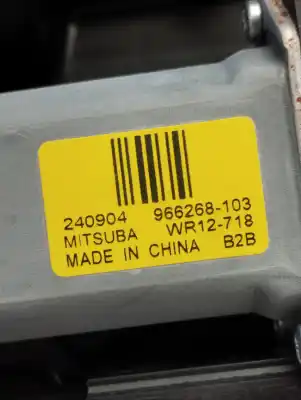 240904 966268-103
MITSUBA WR12-718
MADE IN CHINA B2B